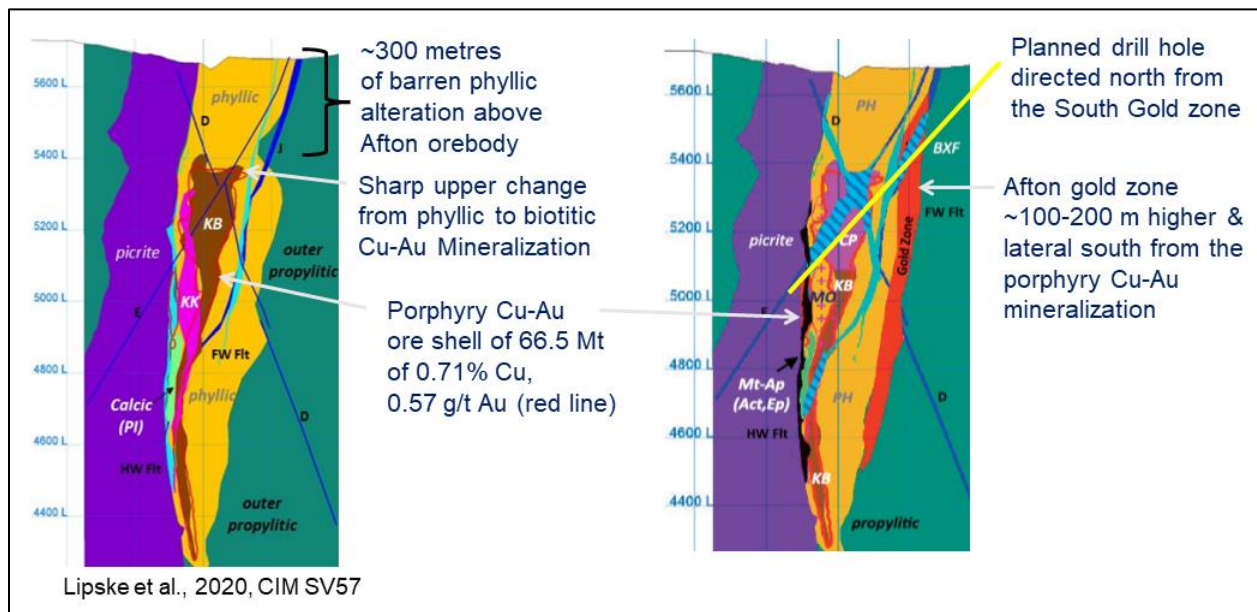 ~300 metres
of barren phyllic
alteration above
Afton orebody
Sharp upper change
from phyllic to biotitic
Cu-Au Mineralization
Porphyry Cu-Au
ore shell of 66.5 Mt
of 0.71% Cu,
0.57 g/t Au (red line)
Planned drill hole
directed north from
the South Gold zone
Afton gold zone
~100-200 m higher &
lateral south from the
porphyry Cu-Au
mineralization
5600 L
5400 L
5200 L
5000 L
4800 L
4600 L
4400 L
phyllic
D
J
KB
picrite
outer
propylitic
KK
E
FW Flt
phyllic
Calcic
(Pl)
D
HW Flt
outer
propylitic
5600 L
5400 L
5200 L
5000 L
4800 L
4600 L
4400 L
PH
D
BXF
FW Flt
picrite
CP
Gold Zone
KB
MO
Mt-Ap
(Act,Ep)
PH
D
HW Flt
KB
propylitic
Lipske et al., 2020, CIM SV57